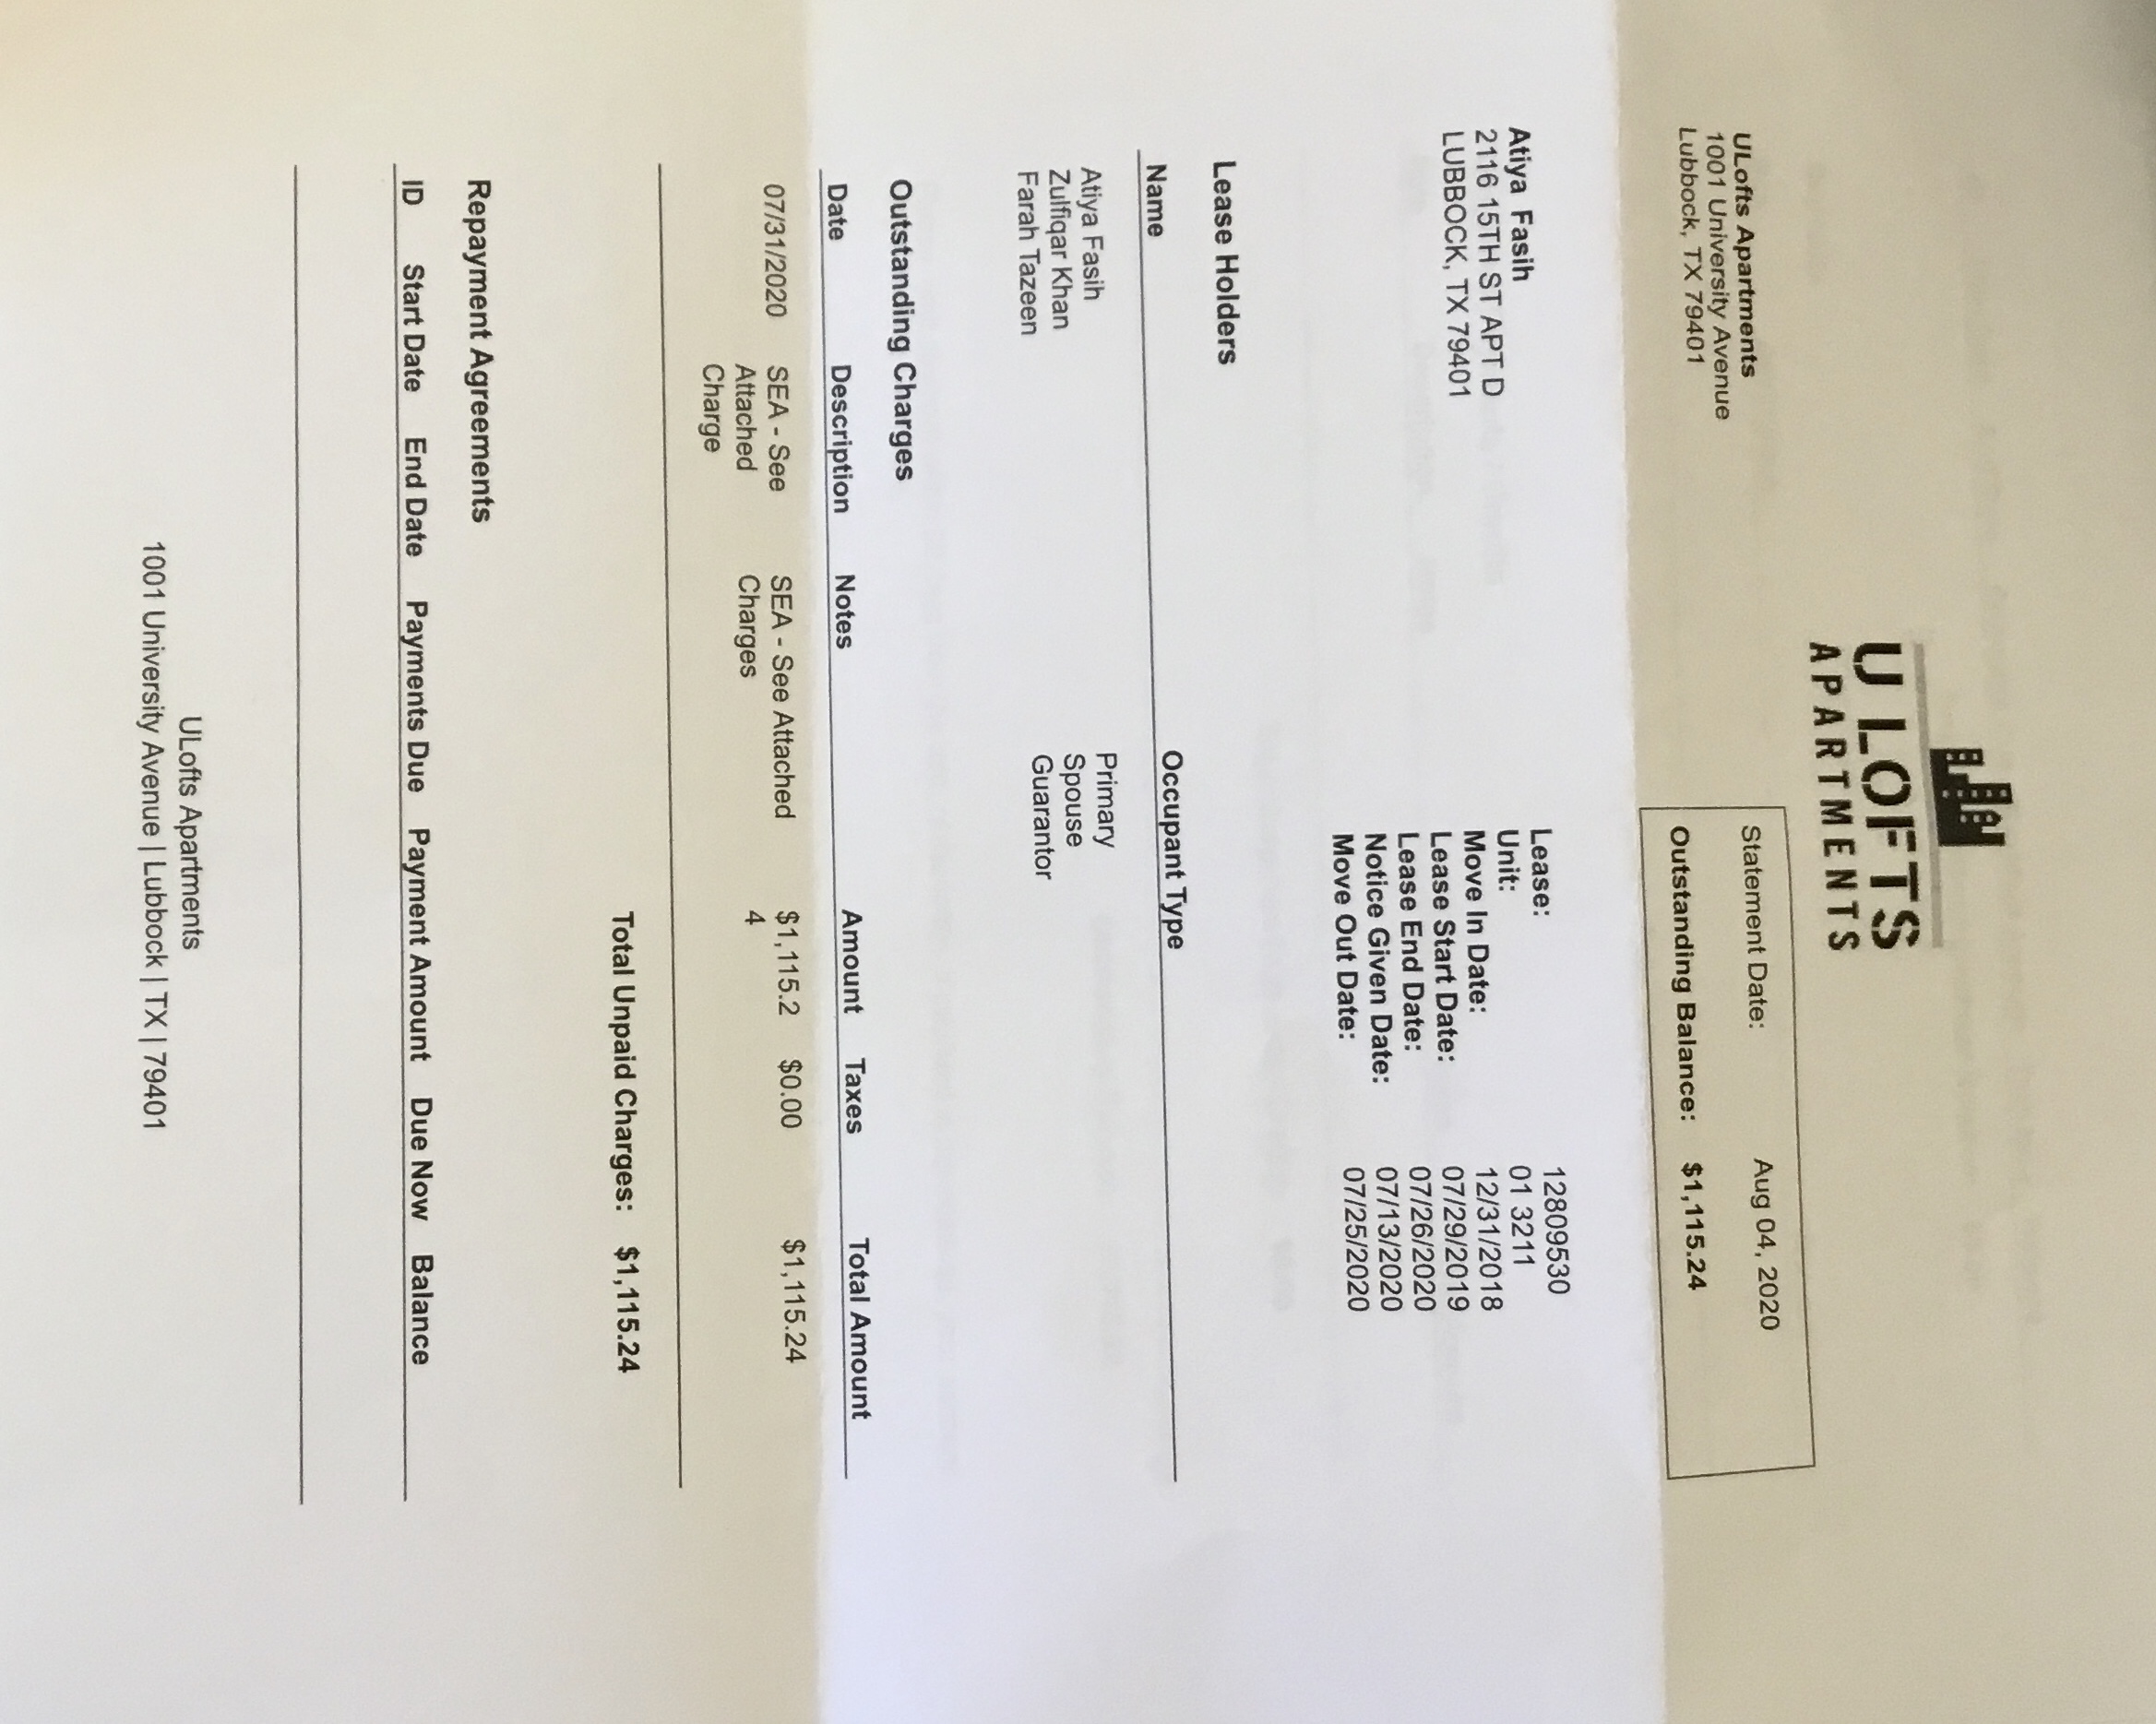 U LOFTS
APARTMENTS
ULofts Apartments
1001 University Avenue
Lubbock, TX 79401
Statement Date: Aug 04, 2020
Outstanding Balance: $1,115.24
Atiya Fasih
2116 15TH ST APT D
LUBBOCK, TX 79401
Lease: 12809530
Unit: 01 3211
Move In Date: 12/31/2018
Lease Start Date: 07/29/2019
Lease End Date: 07/26/2020
Notice Given Date: 07/13/2020
Move Out Date: 07/25/2020
Lease Holders
Name Occupant Type
Atiya Fasih Primary
Zulfiqar Khan Spouse
Farah Tazeen Guarantor
Outstanding Charges
Date Description Notes Amount Taxes Total Amount
07/31/2020 SEA - See SEA - See Attached $1,115.2 $0.00 $1,115.24
Attached Charges 4
Charge
Total Unpaid Charges: $1,115.24
Repayment Agreements
ID Start Date End Date Payments Due Payment Amount Due Now Balance
ULofts Apartments
1001 University Avenue | Lubbock | TX | 79401